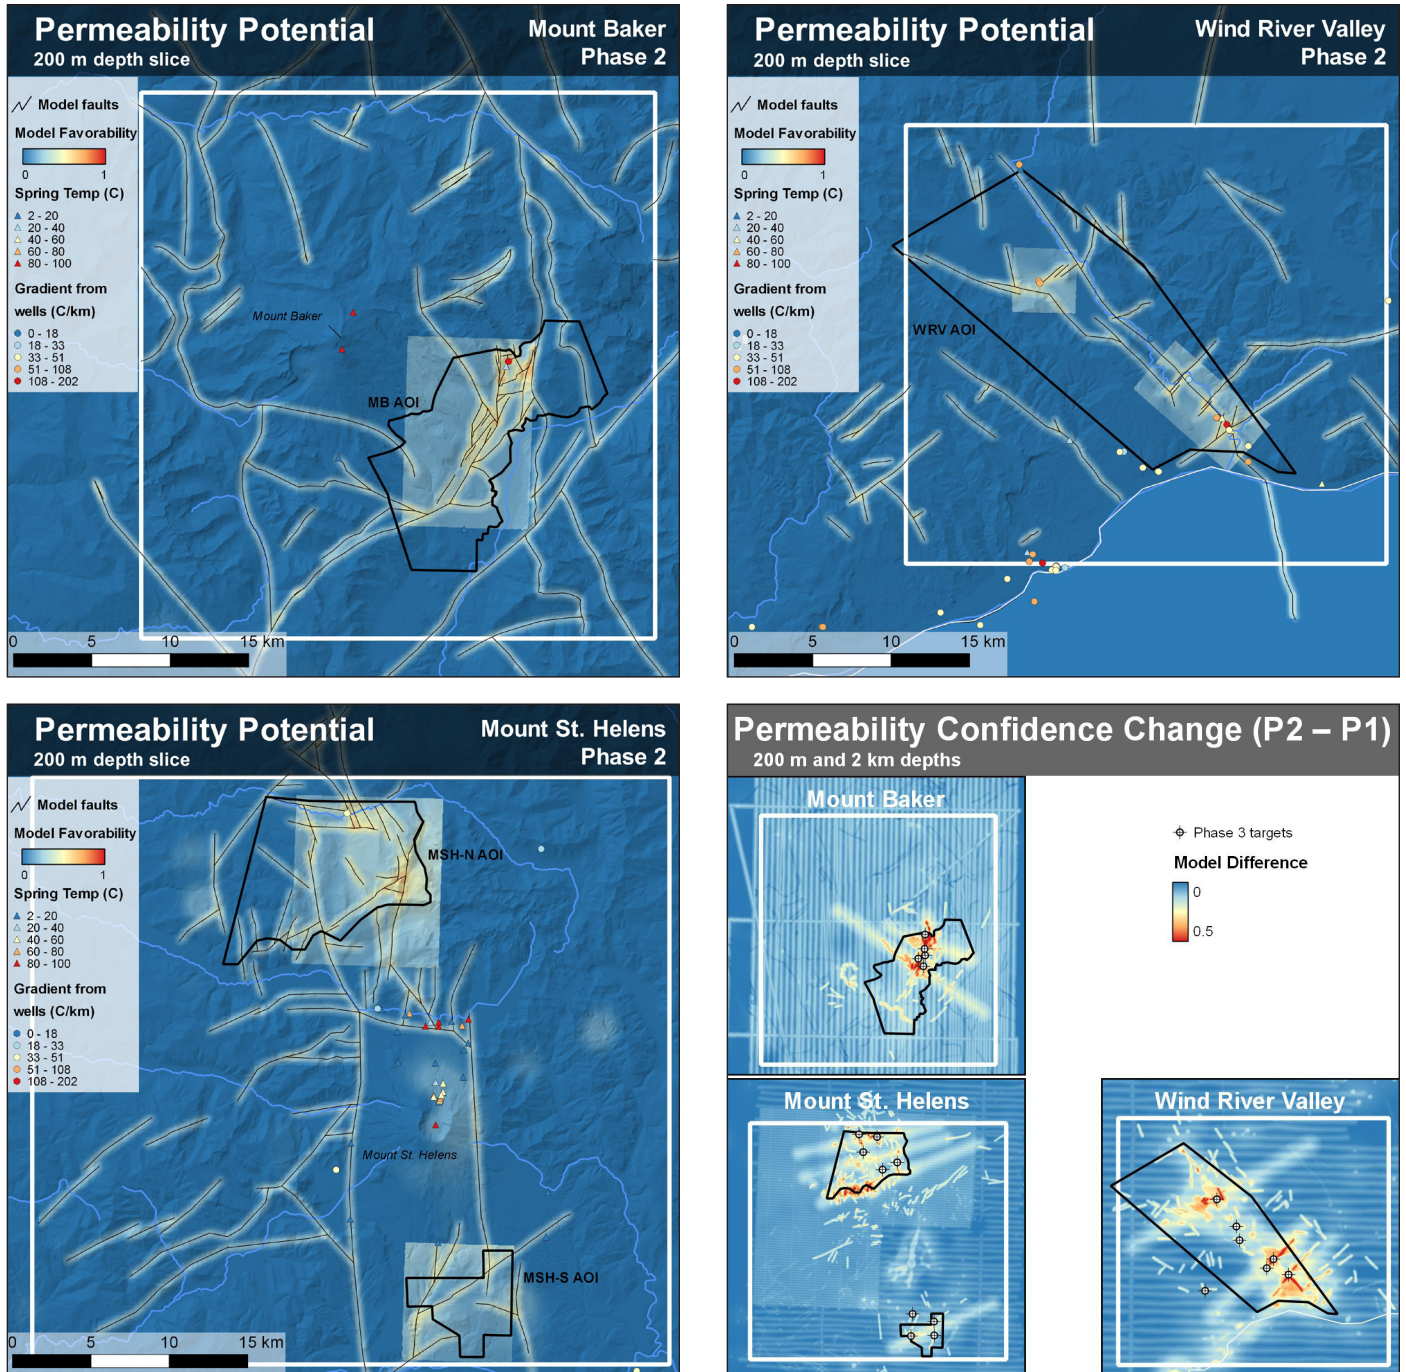 Permeability Potential
200 m depth slice
Mount Baker
Phase 2
Model faults
Model Favorability
0 1
Spring Temp (C)
2 - 20
20 - 40
40 - 60
60 - 80
80 - 100
Gradient from
wells (C/km)
0 - 18
18 - 33
33 - 51
51 - 108
108 - 202
Mount Baker
MB AOI
0 5 10 15 km
Permeability Potential
200 m depth slice
Wind River Valley
Phase 2
Model faults
Model Favorability
0 1
Spring Temp (C)
2 - 20
20 - 40
40 - 60
60 - 80
80 - 100
Gradient from
wells (C/km)
0 - 18
18 - 33
33 - 51
51 - 108
108 - 202
WRV AOI
0 5 10 15 km
Permeability Potential
200 m depth slice
Mount St. Helens
Phase 2
Model faults
Model Favorability
0 1
Spring Temp (C)
2 - 20
20 - 40
40 - 60
60 - 80
80 - 100
Gradient from
wells (C/km)
0 - 18
18 - 33
33 - 51
51 - 108
108 - 202
MSH-N AOI
Mount St. Helens
MSH-S AOI
0 5 10 15 km
Permeability Confidence Change (P2 – P1)
200 m and 2 km depths
Mount Baker
Phase 3 targets
Model Difference
0
0.5
Mount St. Helens
Wind River Valley